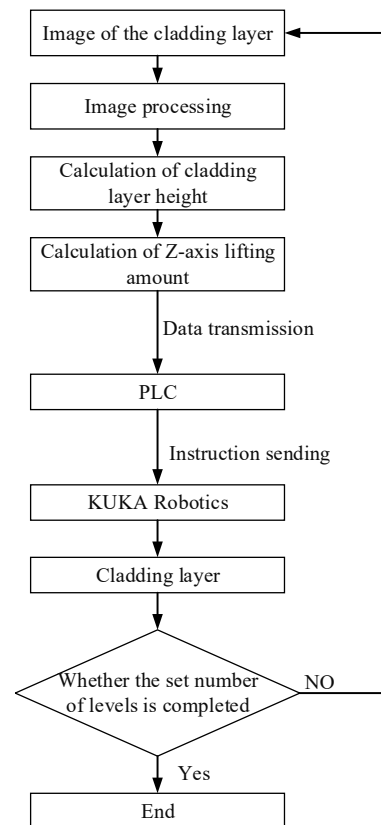 Image of the cladding layer
Image processing
Calculation of cladding
layer height
Calculation of Z-axis lifting
amount
Data transmission
PLC
Instruction sending
KUKA Robotics
Cladding layer
Whether the set number
of levels is completed
NO
Yes
End